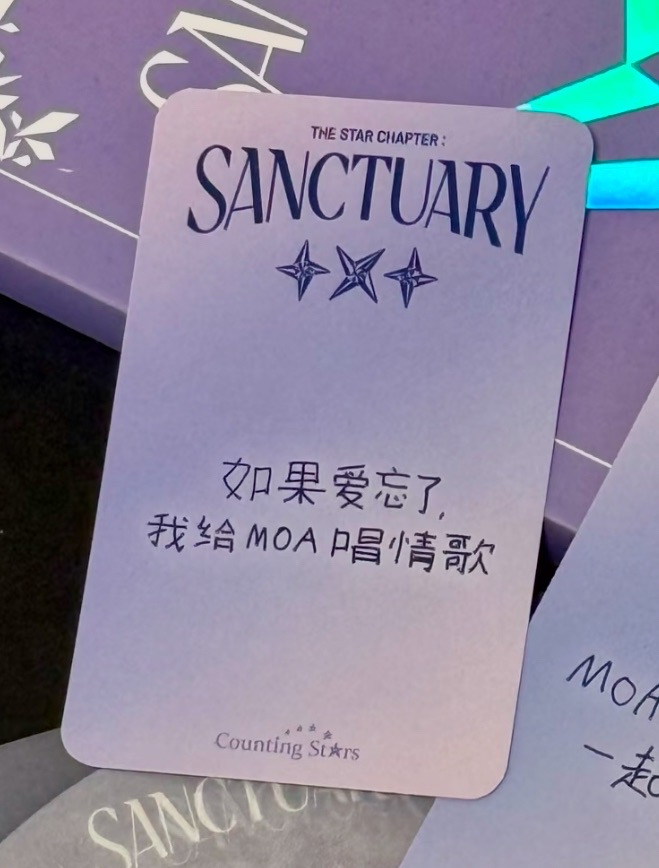 SA
THE STAR CHAPTER :
SANCTUARY
如果爱忘了,
我给MOA唱情歌
Counting Stars
MOA
一起
SANCTUARY